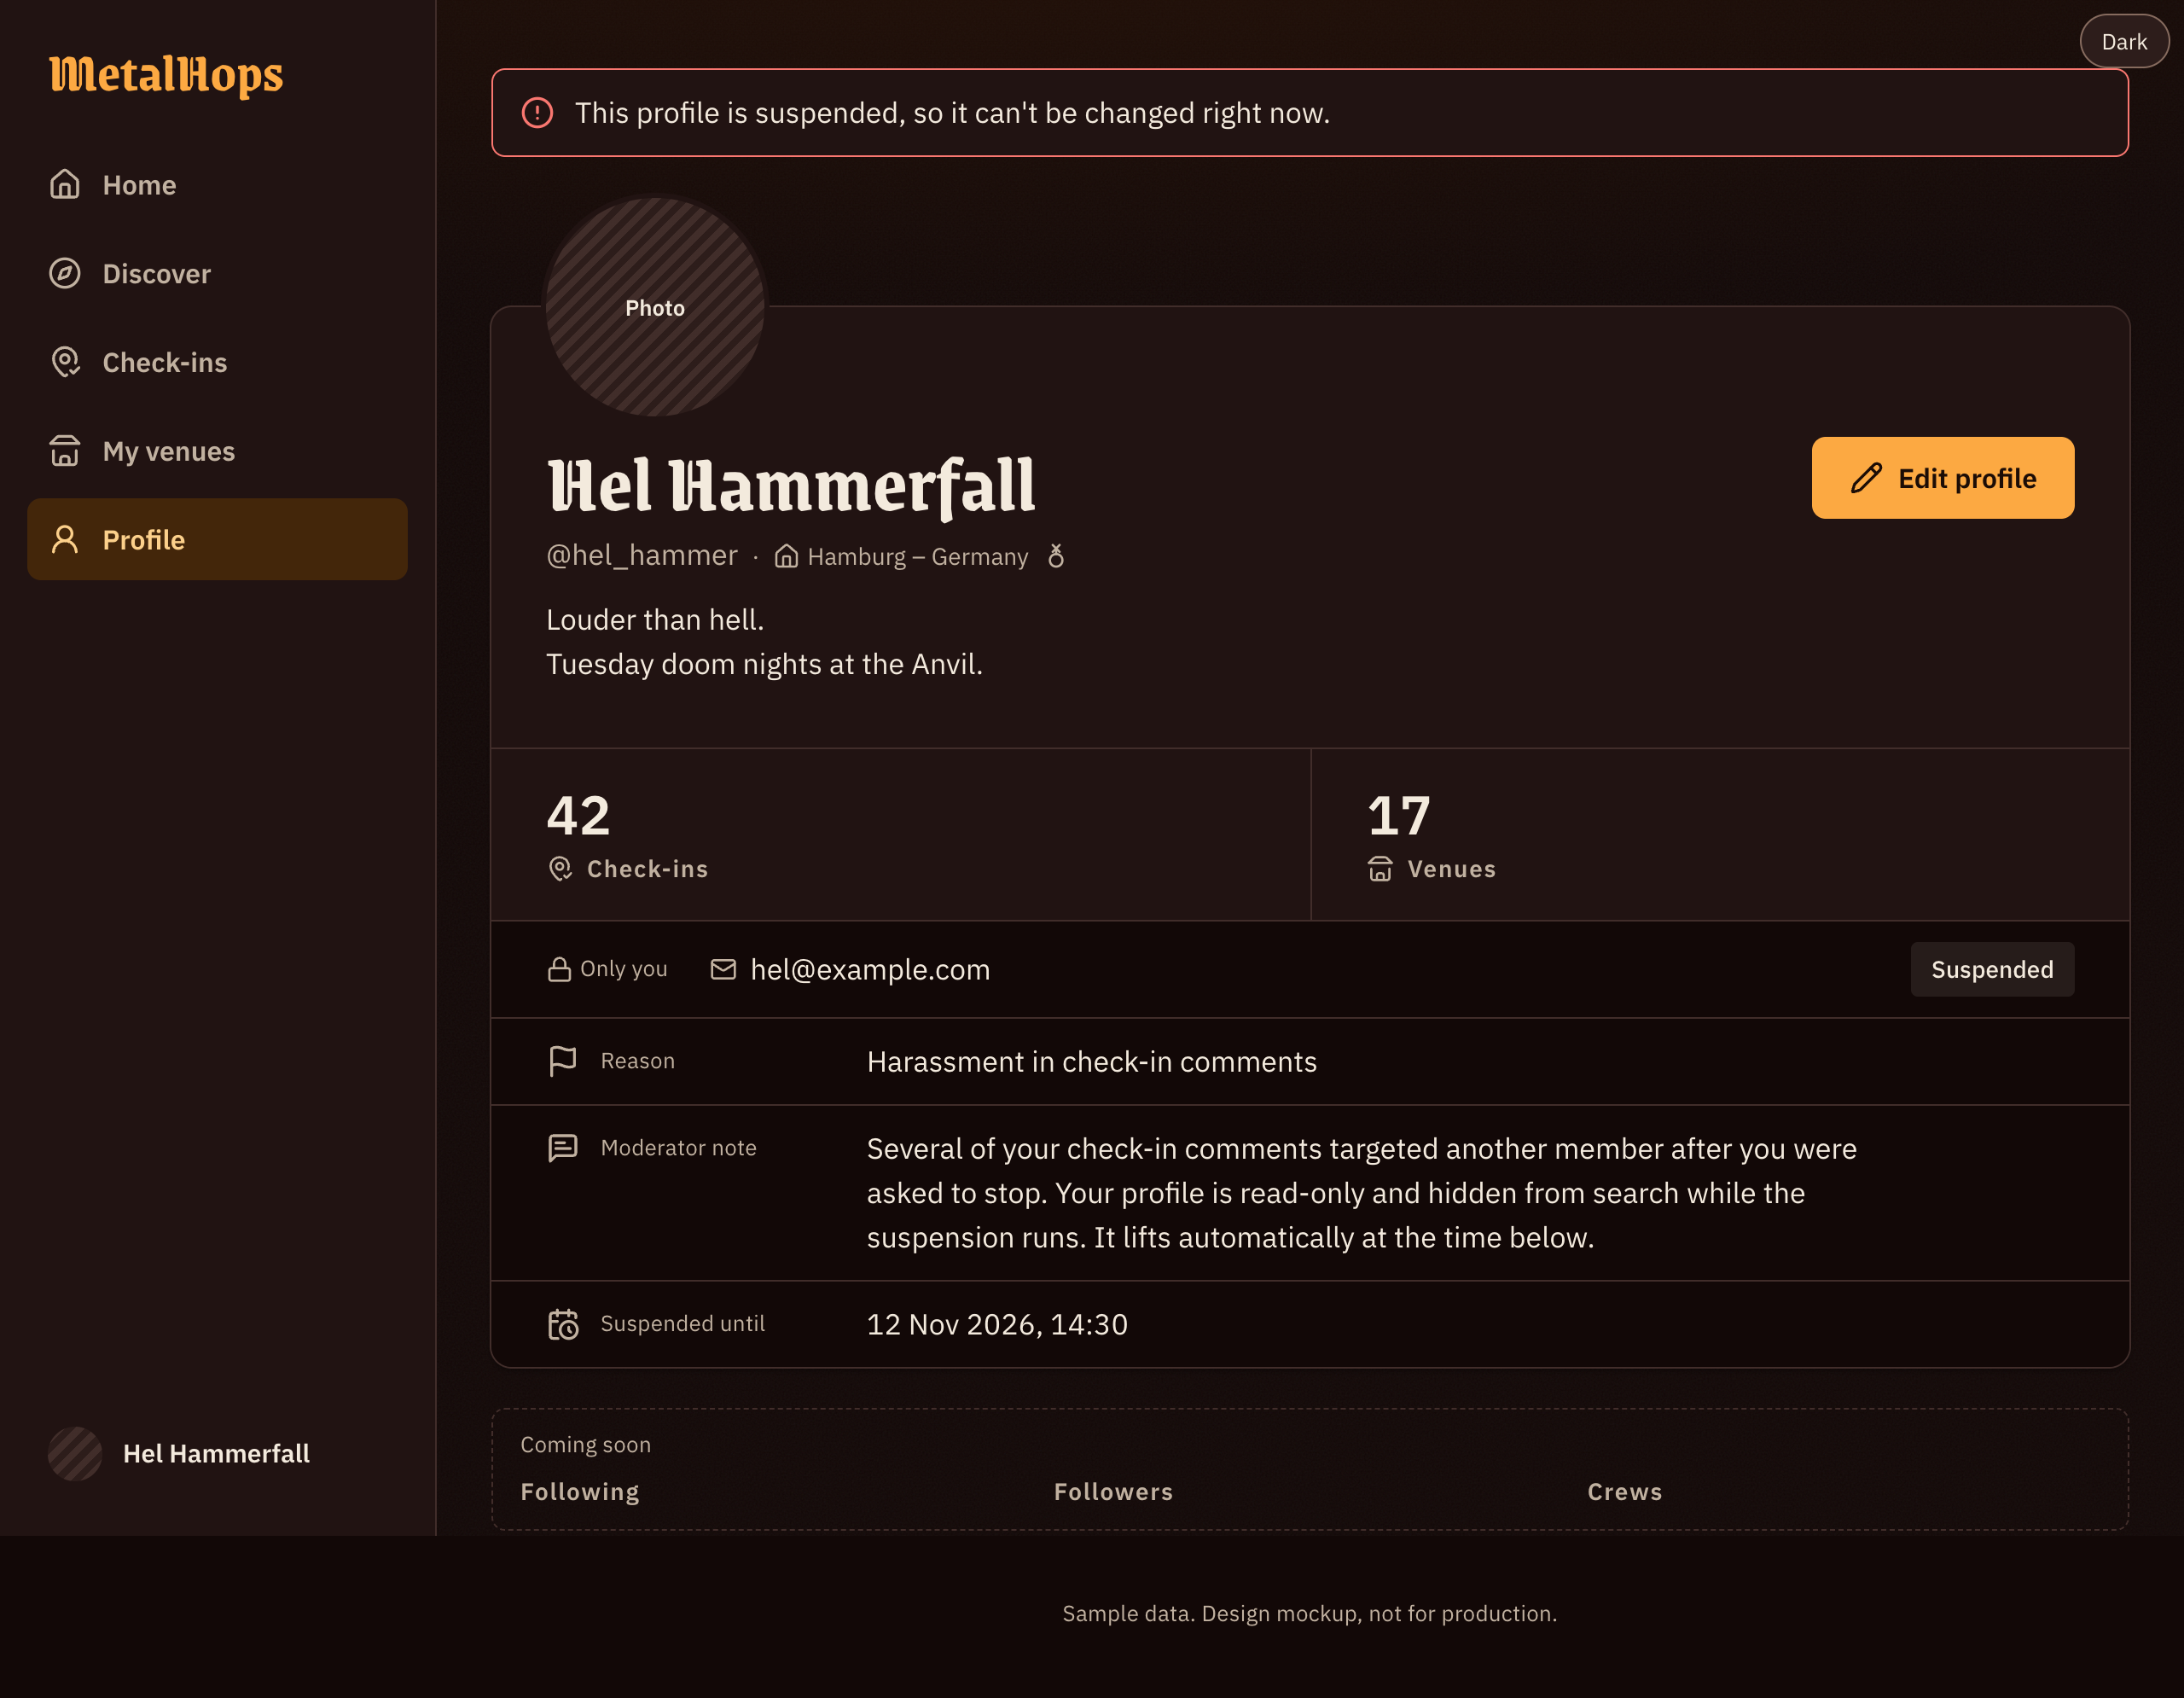 MetalHops
Dark
Home
Discover
Check-ins
My venues
Profile
Hel Hammerfall
This profile is suspended, so it can't be changed right now.
Photo
Hel Hammerfall
Edit profile
@hel_hammer · Hamburg – Germany
Louder than hell.
Tuesday doom nights at the Anvil.
42
Check-ins
17
Venues
Only you hel@example.com Suspended
Reason Harassment in check-in comments
Moderator note Several of your check-in comments targeted another member after you were
asked to stop. Your profile is read-only and hidden from search while the
suspension runs. It lifts automatically at the time below.
Suspended until 12 Nov 2026, 14:30
Coming soon
Following Followers Crews
Sample data. Design mockup, not for production.